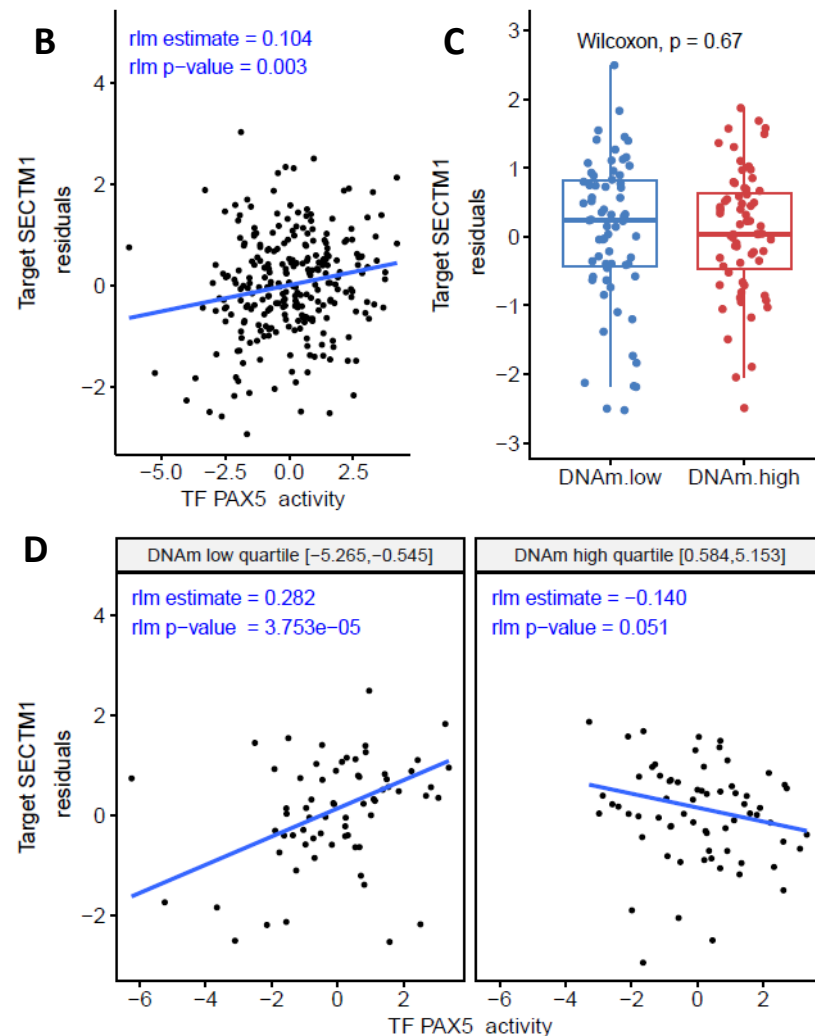 B
rlm estimate = 0.104
rlm p−value = 0.003
4
2
0
−2
Target SECTM1
residuals
−5.0 −2.5 0.0 2.5
TF PAX5 activity
C
Wilcoxon, p = 0.67
3
2
1
0
−1
−2
−3
Target SECTM1
residuals
DNAm.low DNAm.high
D
DNAm low quartile [−5.265,−0.545]
rlm estimate = 0.282
rlm p−value = 3.753e−05
DNAm high quartile [0.584,5.153]
rlm estimate = −0.140
rlm p−value = 0.051
4
2
0
−2
Target SECTM1
residuals
−6 −4 −2 0 2
−6 −4 −2 0 2
TF PAX5 activity